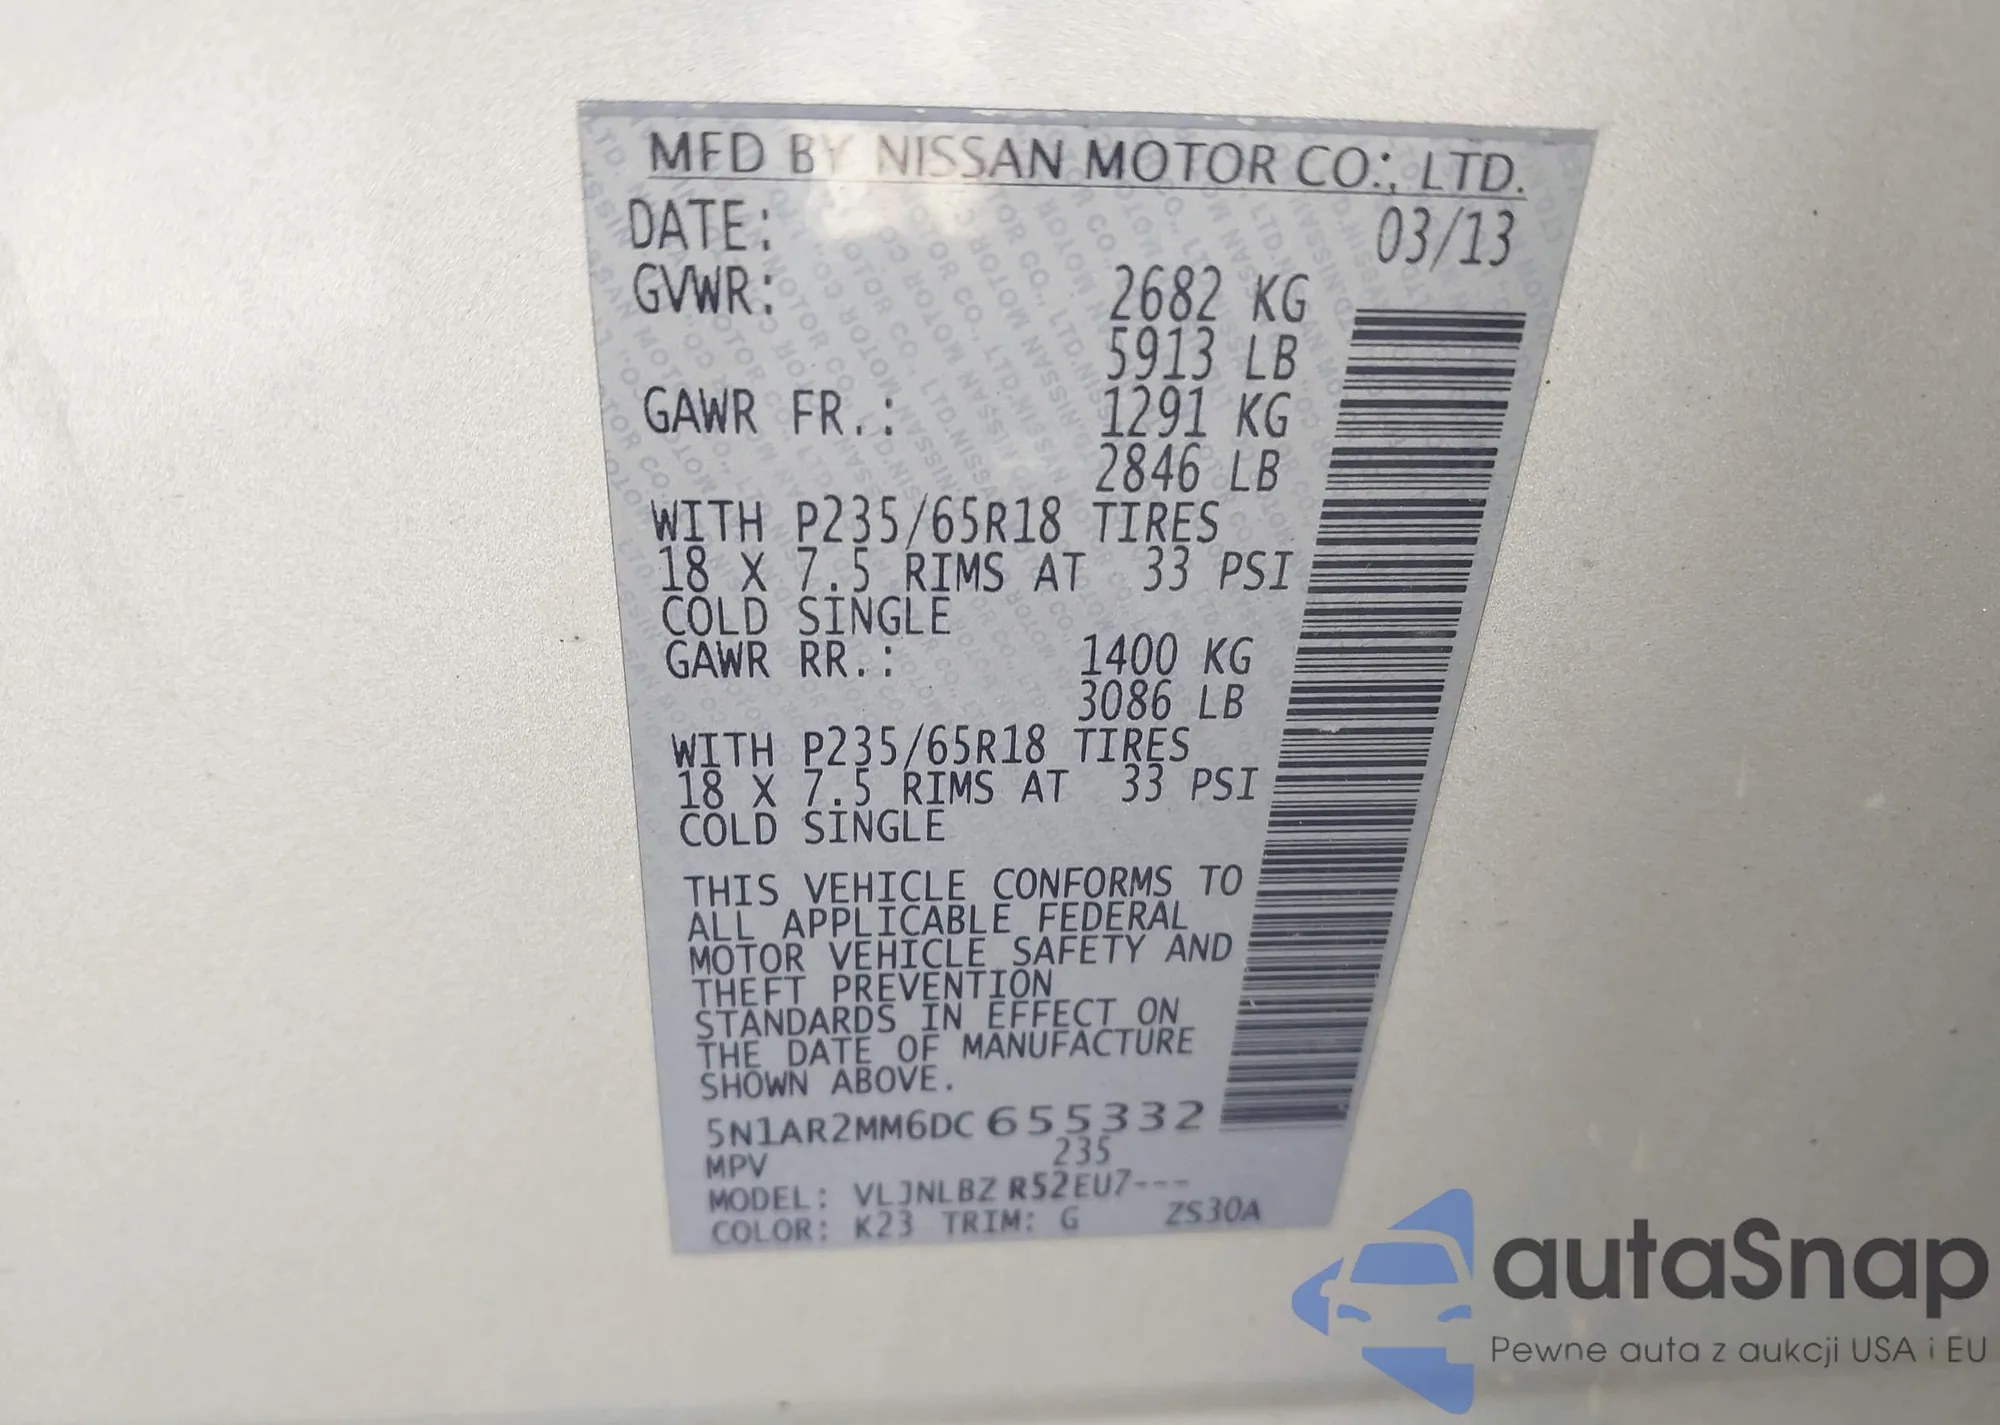 MFD BY NISSAN MOTOR CO., LTD.
DATE: 03/13
GVWR: 2682 KG
5913 LB
GAWR FR.: 1291 KG
2846 LB
WITH P235/65R18 TIRES
18 X 7.5 RIMS AT 33 PSI
COLD SINGLE
GAWR RR.: 1400 KG
3086 LB
WITH P235/65R18 TIRES
18 X 7.5 RIMS AT 33 PSI
COLD SINGLE
THIS VEHICLE CONFORMS TO
ALL APPLICABLE FEDERAL
MOTOR VEHICLE SAFETY AND
THEFT PREVENTION
STANDARDS IN EFFECT ON
THE DATE OF MANUFACTURE
SHOWN ABOVE.
5N1AR2MM6DC655332
MPV 235
MODEL: VLJNLBZ R52EU7---
COLOR: K23 TRIM: G ZS30A
autaSnap
Pewne auta z aukcji USA i EU